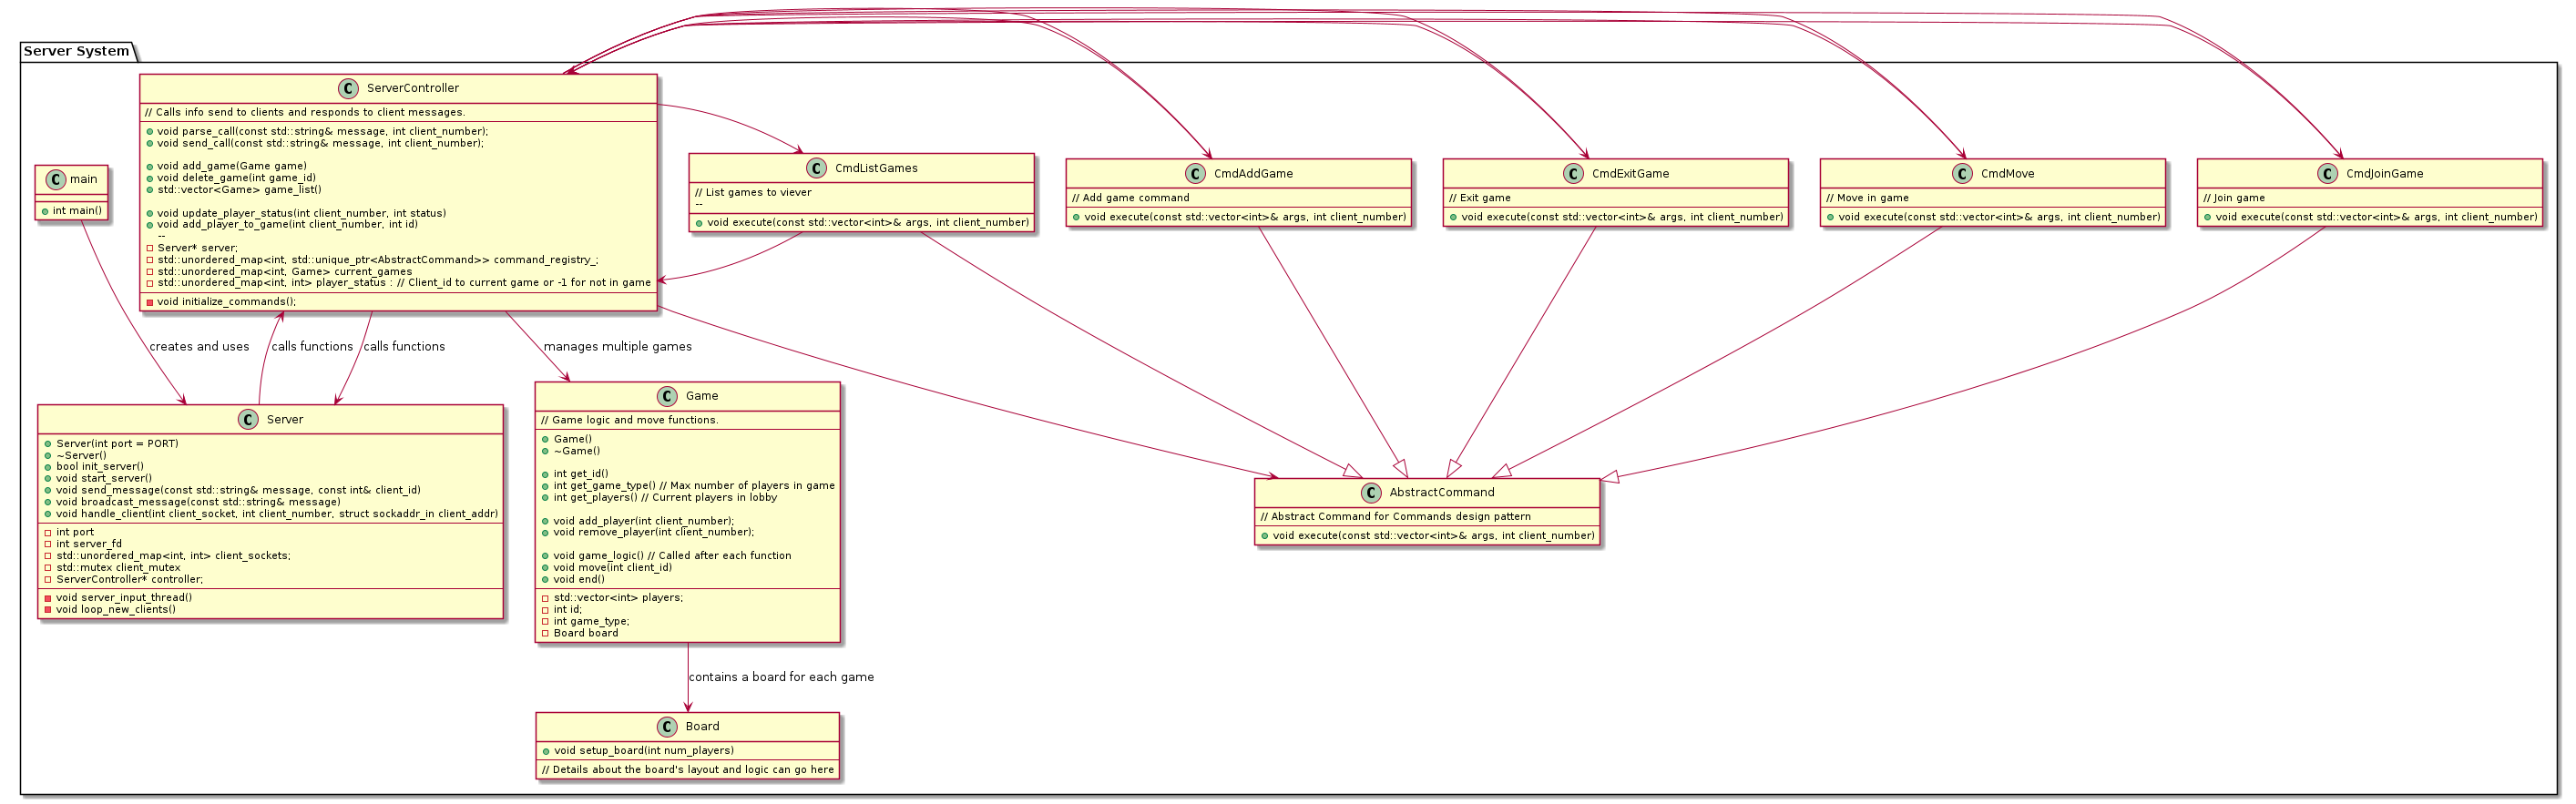 Server System
C ServerController
// Calls info send to clients and responds to client messages.
void parse_call(const std::string& message, int client_number);
void send_call(const std::string& message, int client_number);
void add_game(Game game)
void delete_game(int game_id)
std::vector<Game> game_list()
void update_player_status(int client_number, int status)
void add_player_to_game(int client_number, int id)
--
Server* server;
std::unordered_map<int, std::unique_ptr<AbstractCommand>> command_registry_;
std::unordered_map<int, Game> current_games
std::unordered_map<int, int> player_status : // Client_id to current game or -1 for not in game
void initialize_commands();
C main
int main()
C CmdListGames
// List games to viever
--
void execute(const std::vector<int>& args, int client_number)
C CmdAddGame
// Add game command
void execute(const std::vector<int>& args, int client_number)
C CmdExitGame
// Exit game
void execute(const std::vector<int>& args, int client_number)
C CmdMove
// Move in game
void execute(const std::vector<int>& args, int client_number)
C CmdJoinGame
// Join game
void execute(const std::vector<int>& args, int client_number)
creates and uses
calls functions
calls functions
manages multiple games
C Server
Server(int port = PORT)
~Server()
bool init_server()
void start_server()
void send_message(const std::string& message, const int& client_id)
void broadcast_message(const std::string& message)
void handle_client(int client_socket, int client_number, struct sockaddr_in client_addr)
int port
int server_fd
std::unordered_map<int, int> client_sockets;
std::mutex client_mutex
ServerController* controller;
void server_input_thread()
void loop_new_clients()
C Game
// Game logic and move functions.
Game()
~Game()
int get_id()
int get_game_type() // Max number of players in game
int get_players() // Current players in lobby
void add_player(int client_number);
void remove_player(int client_number);
void game_logic() // Called after each function
void move(int client_id)
void end()
std::vector<int> players;
int id;
int game_type;
Board board
C AbstractCommand
// Abstract Command for Commands design pattern
void execute(const std::vector<int>& args, int client_number)
contains a board for each game
C Board
void setup_board(int num_players)
// Details about the board's layout and logic can go here